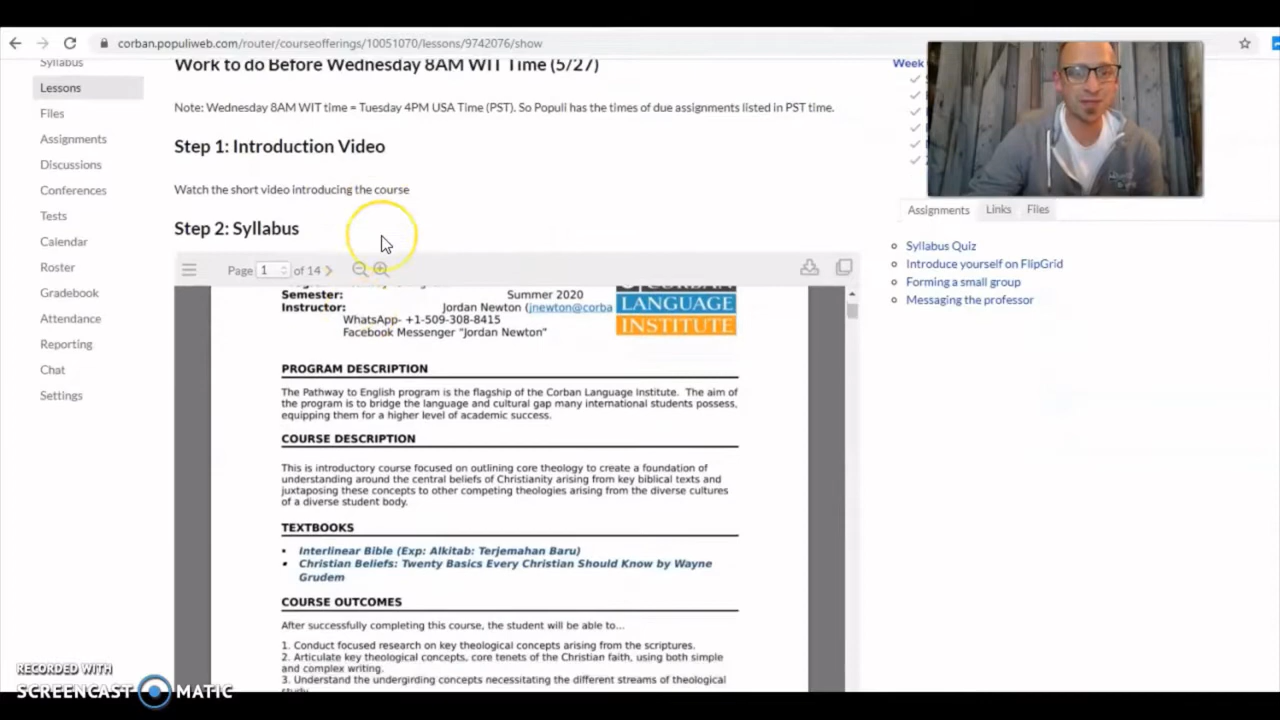 corban.populiweb.com/router/courseofferings/10051070/lessons/9742076/show
Syllabus
Lessons
Files
Assignments
Discussions
Conferences
Tests
Calendar
Roster
Gradebook
Reporting
Attendance
Chat
Settings
Work to do Before Wednesday 8AM WIT Time (5/27)
Note: Wednesday 8AM WIT time = Tuesday 4PM USA Time (PST). So Populi has the times of due assignments listed in PST time.
Step 1: Introduction Video
Watch the short video introducing the course
Step 2: Syllabus
Page 1 of 14
Semester: Summer 2020
Instructor: Jordan Newton (jnewton@corba
WhatsApp- +1-509-308-8415
Facebook Messenger “Jordan Newton”
LANGUAGE
INSTITUTE
PROGRAM DESCRIPTION
The Pathway to English program is the flagship of the Corban Language Institute. The aim of
the program is to bridge the language and cultural gap many international students possess,
equipping them for a higher level of academic success.
COURSE DESCRIPTION
This is introductory course focused on outlining core theology to create a foundation of
understanding around the central beliefs of Christianity arising from key biblical texts and
juxtaposing these concepts to other competing theologies arising from the diverse cultures
of a diverse student body.
TEXTBOOKS
• Interlinear Bible (Exp: Alkitab: Terjemahan Baru)
• Christian Beliefs: Twenty Basics Every Christian Should Know by Wayne
Grudem
COURSE OUTCOMES
After successfully completing this course, the student will be able to...
1. Conduct focused research on key theological concepts arising from the scriptures.
2. Articulate key theological concepts, core tenets of the Christian faith, using both simple
and complex writing.
3. Understand the undergirding concepts necessitating the different streams of theological
study.
Week
Assignments Links Files
Syllabus Quiz
Introduce yourself on FlipGrid
Forming a small group
Messaging the professor
RECORDED WITH
SCREENCAST MATIC